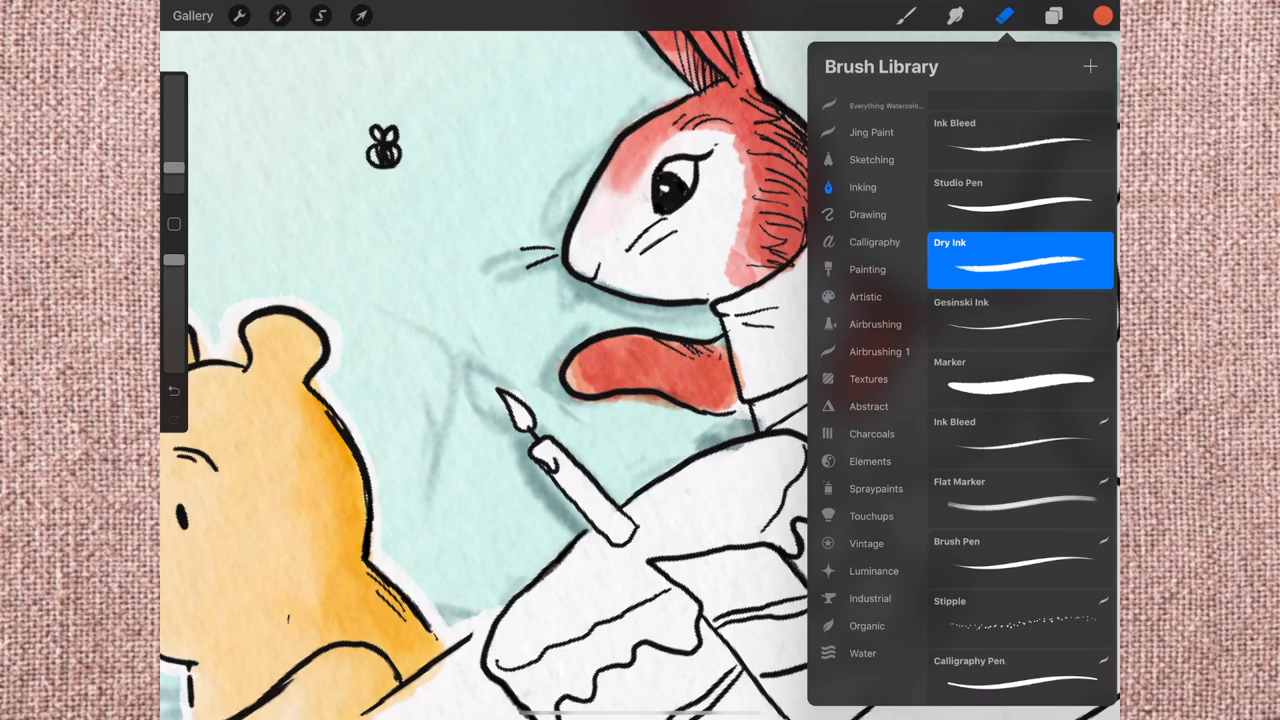 Gallery
Brush Library
Everything Watercolo...
Jing Paint
Sketching
Inking
Drawing
Calligraphy
Painting
Artistic
Airbrushing
Airbrushing 1
Textures
Abstract
Charcoals
Elements
Spraypaints
Touchups
Vintage
Luminance
Industrial
Organic
Water
Ink Bleed
Studio Pen
Dry Ink
Gesinski Ink
Marker
Ink Bleed
Flat Marker
Brush Pen
Stipple
Calligraphy Pen